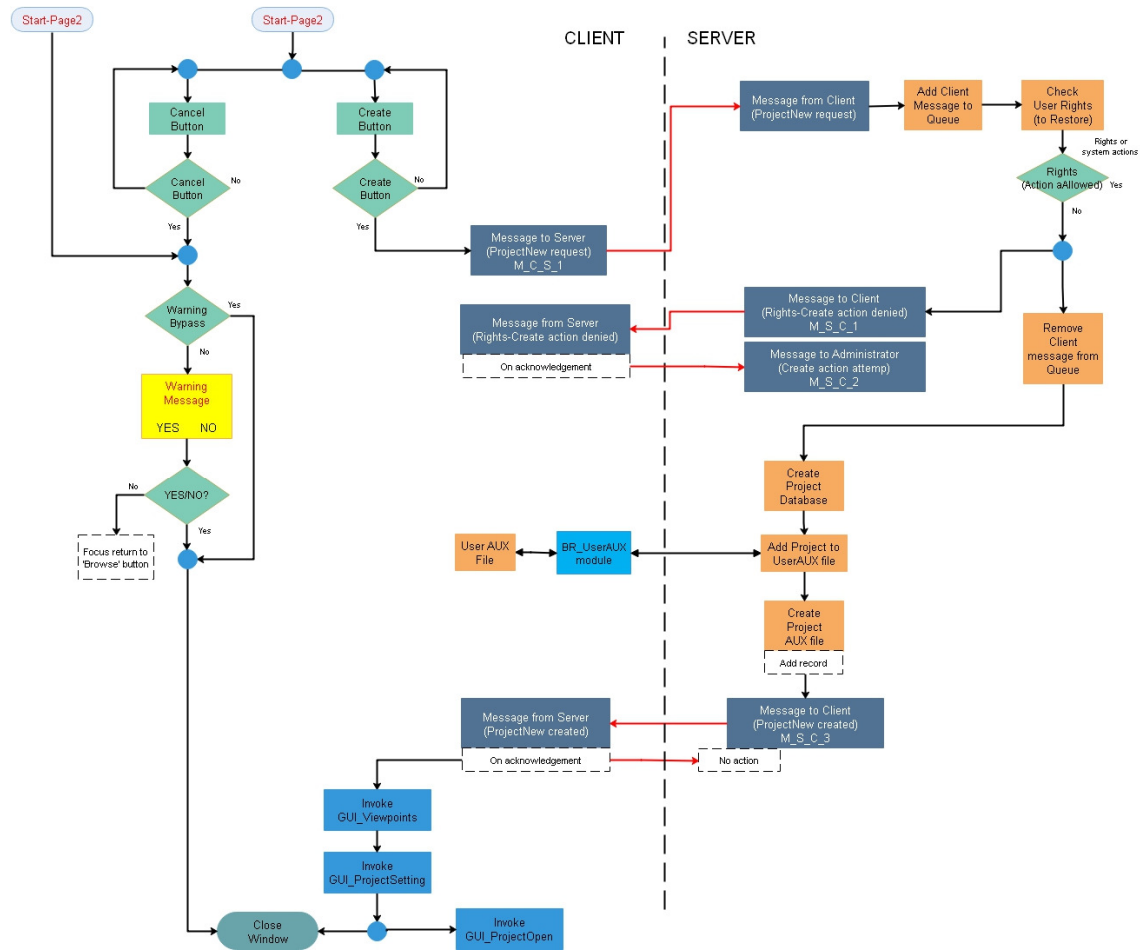 Start-Page2
Start-Page2
CLIENT
SERVER
Cancel
Button
Create
Button
Message from Client
(ProjectNew request)
Add Client
Message to
Queue
Check
User Rights
(to Restore)
Rights or
system actions
Cancel
Button
No
Yes
Create
Button
No
Yes
Rights
(Action aAllowed)
Yes
No
Message to Server
(ProjectNew request)
M_C_S_1
Warning
Bypass
Yes
No
Message from Server
(Rights-Create action denied)
On acknowledgement
Message to Client
(Rights-Create action denied)
M_S_C_1
Message to Administrator
(Create action attemp)
M_S_C_2
Remove
Client
message from
Queue
Warning
Message
YES NO
YES/NO?
No
Yes
Focus return to
'Browse' button
Create
Project
Database
User AUX
File
BR_UserAUX
module
Add Project to
UserAUX file
Create
Project
AUX file
Add record
Message from Server
(ProjectNew created)
On acknowledgement
Message to Client
(ProjectNew created)
M_S_C_3
No action
Invoke
GUI_Viewpoints
Invoke
GUI_ProjectSetting
Close
Window
Invoke
GUI_ProjectOpen